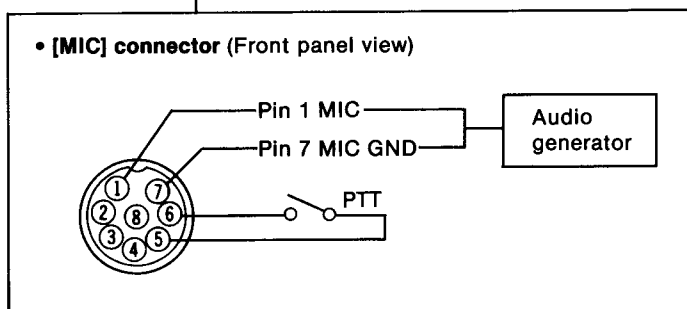 • [MIC] connector (Front panel view)
Pin 1 MIC
Audio
generator
Pin 7 MIC GND
PTT
1
7
2
8
6
3
5
4